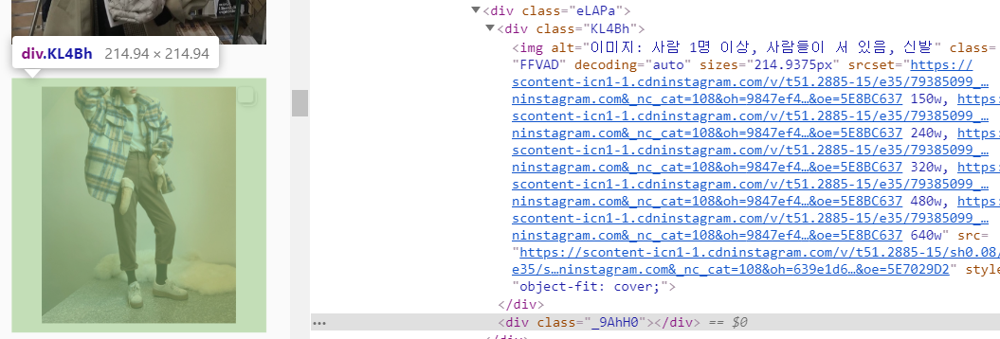 div.KL4Bh 214.94 × 214.94
▼<div class="eLAPa">
▼<div class="KL4Bh">
<img alt="이미지: 사람 1명 이상, 사람들이 서 있음, 신발" class=
"FFVAD" decoding="auto" sizes="214.9375px" srcset="https://
scontent-icn1-1.cdninstagram.com/v/t51.2885-15/e35/79385099_…
ninstagram.com&_nc_cat=108&oh=9847ef4…&oe=5E8BC637 150w, https:
scontent-icn1-1.cdninstagram.com/v/t51.2885-15/e35/79385099_…
ninstagram.com&_nc_cat=108&oh=9847ef4…&oe=5E8BC637 240w, https:
scontent-icn1-1.cdninstagram.com/v/t51.2885-15/e35/79385099_…
ninstagram.com&_nc_cat=108&oh=9847ef4…&oe=5E8BC637 320w, https:
scontent-icn1-1.cdninstagram.com/v/t51.2885-15/e35/79385099_…
ninstagram.com&_nc_cat=108&oh=9847ef4…&oe=5E8BC637 480w, https:
scontent-icn1-1.cdninstagram.com/v/t51.2885-15/e35/79385099_…
ninstagram.com&_nc_cat=108&oh=9847ef4…&oe=5E8BC637 640w" src=
"https://scontent-icn1-1.cdninstagram.com/v/t51.2885-15/sh0.08/
e35/s…ninstagram.com&_nc_cat=108&oh=639e1d6…&oe=5E7029D2" style
"object-fit: cover;">
</div>
… <div class="_9AhH0"></div> == $0
</div>